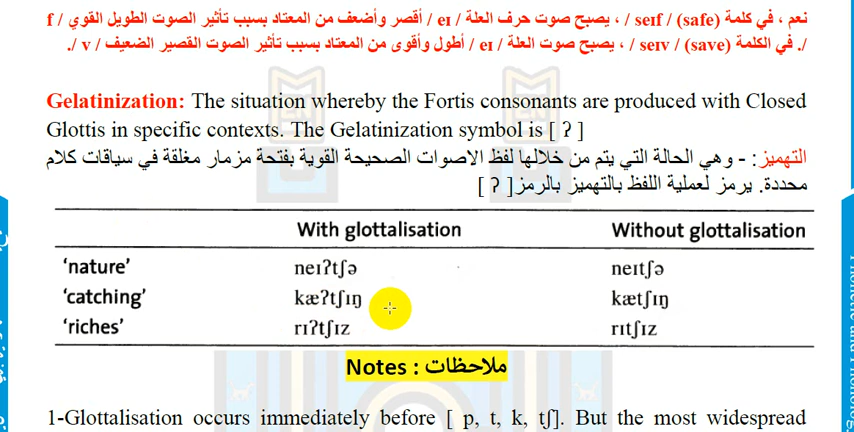 نعم ، في كلمة (safe) / seɪf / ، يصبح صوت حرف العلة / eɪ / أقصر وأضعف من المعتاد بسبب تأثير الصوت الطويل القوي / f
/. في الكلمة (save) / seɪv / ، يصبح صوت العلة / eɪ / أطول وأقوى من المعتاد بسبب تأثير الصوت القصير الضعيف / v /.
Gelatinization: The situation whereby the Fortis consonants are produced with Closed
Glottis in specific contexts. The Gelatinization symbol is [ ʔ ]
التهميز: - وهي الحالة التي يتم من خلالها لفظ الاصوات الصحيحة القوية بفتحة مزمار مغلقة في سياقات كلام
محددة. يرمز لعملية اللفظ بالتهميز بالرمز[ ʔ ]
With glottalisation Without glottalisation
‘nature’ neɪʔtʃə neɪtʃə
‘catching’ kæʔtʃɪŋ kætʃɪŋ
‘riches’ rɪʔtʃɪz rɪtʃɪz
Notes : ملاحظات
1-Glottalisation occurs immediately before [ p, t, k, tʃ]. But the most widespread